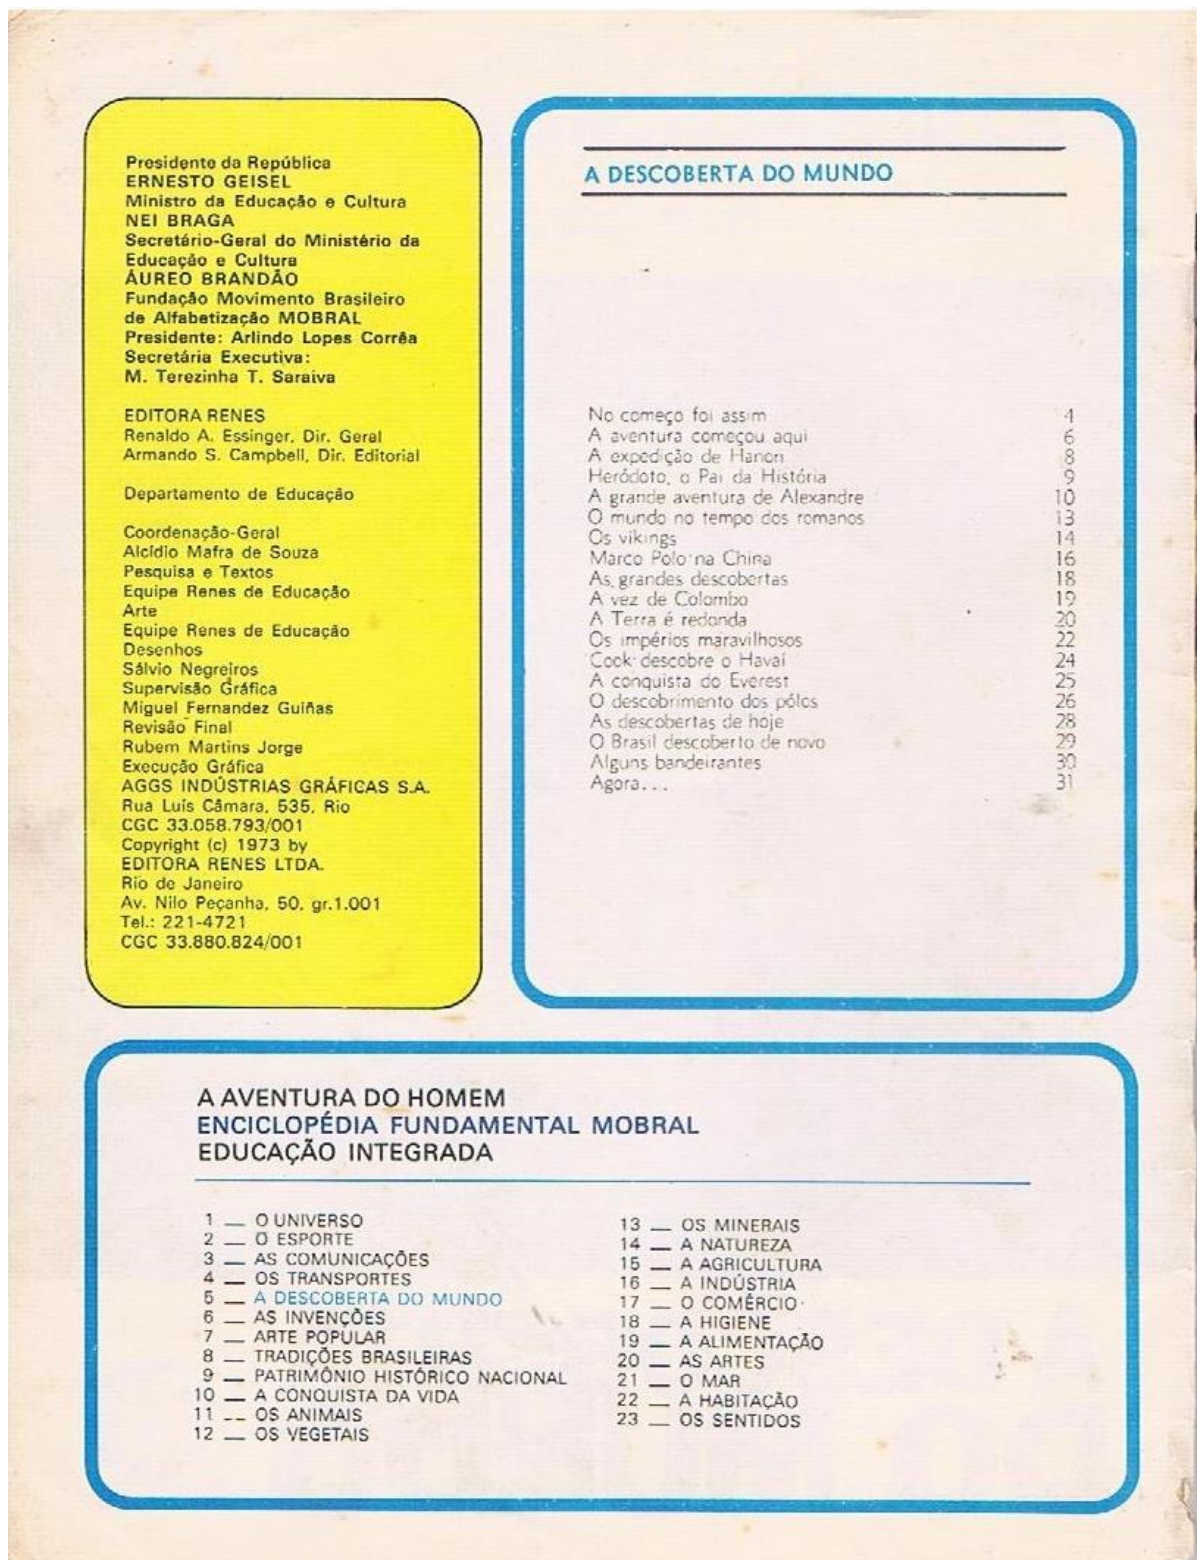 Presidente da República
ERNESTO GEISEL
Ministro da Educação e Cultura
NEI BRAGA
Secretário-Geral do Ministério da
Educação e Cultura
ÁUREO BRANDÃO
Fundação Movimento Brasileiro
de Alfabetização MOBRAL
Presidente: Arlindo Lopes Corrêa
Secretária Executiva:
M. Terezinha T. Saraiva
EDITORA RENES
Renaldo A. Essinger, Dir. Geral
Armando S. Campbell, Dir. Editorial
Departamento de Educação
Coordenação-Geral
Alcídio Mafra de Souza
Pesquisa e Textos
Equipe Renes de Educação
Arte
Equipe Renes de Educação
Desenhos
Sálvio Negreiros
Supervisão Gráfica
Miguel Fernandez Guiñas
Revisão Final
Rubem Martins Jorge
Execução Gráfica
AGGS INDÚSTRIAS GRÁFICAS S.A.
Rua Luís Câmara, 535, Rio
CGC 33.058.793/001
Copyright (c) 1973 by
EDITORA RENES LTDA.
Rio de Janeiro
Av. Nilo Peçanha, 50, gr.1.001
Tel.: 221-4721
CGC 33.880.824/001
A DESCOBERTA DO MUNDO
No começo foi assim 4
A aventura começou aqui 6
A expedição de Hanon 8
Heródoto, o Pai da História 9
A grande aventura de Alexandre 10
O mundo no tempo dos romanos 13
Os vikings 14
Marco Polo na China 16
As grandes descobertas 18
A vez de Colombo 19
A Terra é redonda 20
Os impérios maravilhosos 22
Cook descobre o Havaí 24
A conquista do Everest 25
O descobrimento dos pólos 26
As descobertas de hoje 28
O Brasil descoberto de novo 29
Alguns bandeirantes 30
Agora... 31
A AVENTURA DO HOMEM
ENCICLOPÉDIA FUNDAMENTAL MOBRAL
EDUCAÇÃO INTEGRADA
1 — O UNIVERSO
2 — O ESPORTE
3 — AS COMUNICAÇÕES
4 — OS TRANSPORTES
5 — A DESCOBERTA DO MUNDO
6 — AS INVENÇÕES
7 — ARTE POPULAR
8 — TRADIÇÕES BRASILEIRAS
9 — PATRIMÔNIO HISTÓRICO NACIONAL
10 — A CONQUISTA DA VIDA
11 — OS ANIMAIS
12 — OS VEGETAIS
13 — OS MINERAIS
14 — A NATUREZA
15 — A AGRICULTURA
16 — A INDÚSTRIA
17 — O COMÉRCIO
18 — A HIGIENE
19 — A ALIMENTAÇÃO
20 — AS ARTES
21 — O MAR
22 — A HABITAÇÃO
23 — OS SENTIDOS